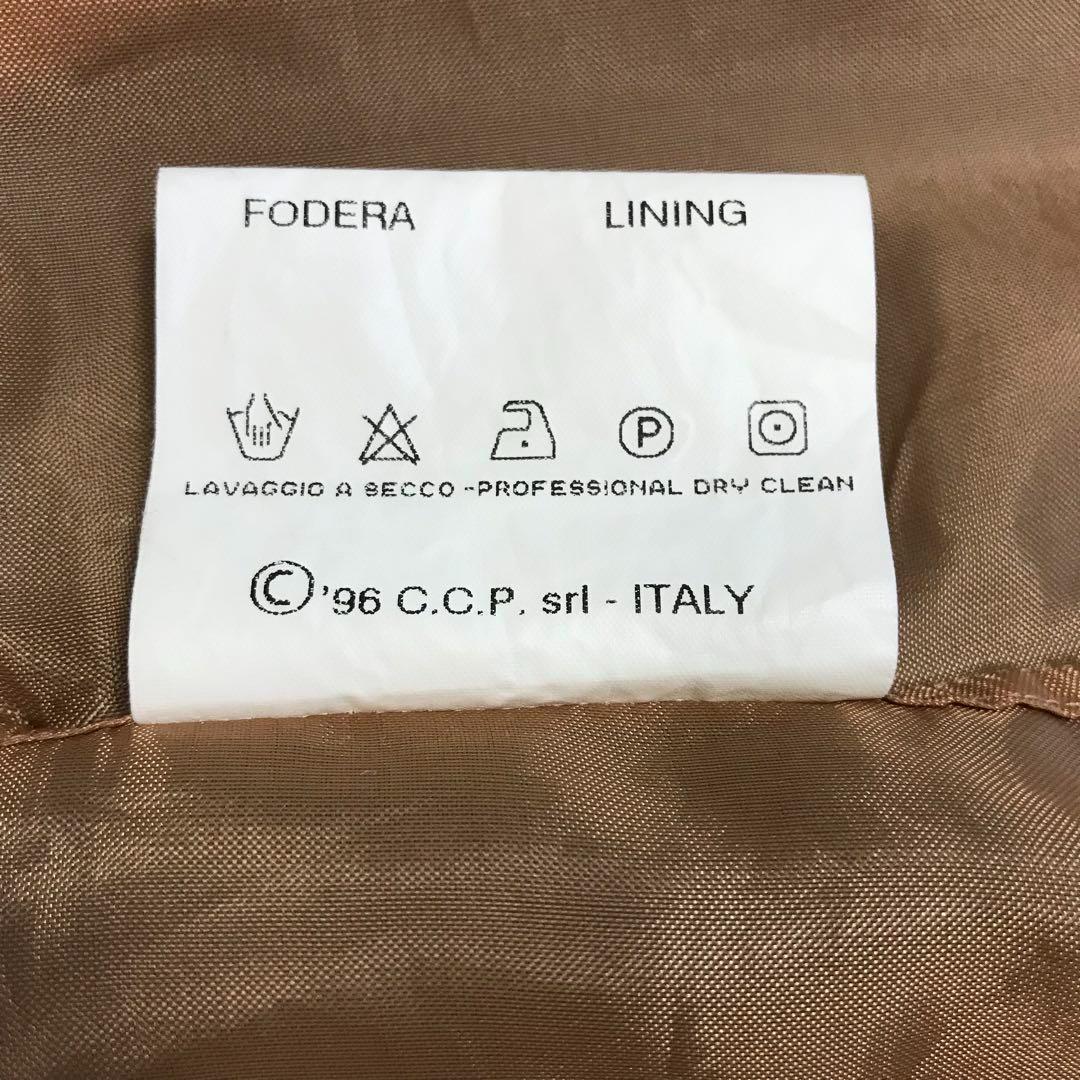 FODERA LINING
P
LAVAGGIO A SECCO -PROFESSIONAL DRY CLEAN
© '96 C.C.P. srl - ITALY